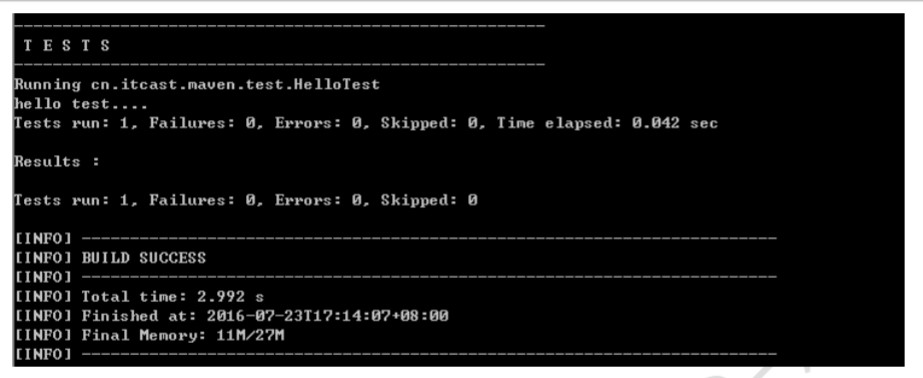 -------------------------------------------------------
 T E S T S
-------------------------------------------------------
Running cn.itcast.maven.test.HelloTest
hello test....
Tests run: 1, Failures: 0, Errors: 0, Skipped: 0, Time elapsed: 0.042 sec
Results :
Tests run: 1, Failures: 0, Errors: 0, Skipped: 0
[INFO] ------------------------------------------------------------------------
[INFO] BUILD SUCCESS
[INFO] ------------------------------------------------------------------------
[INFO] Total time: 2.992 s
[INFO] Finished at: 2016-07-23T17:14:07+08:00
[INFO] Final Memory: 11M/27M
[INFO] ------------------------------------------------------------------------